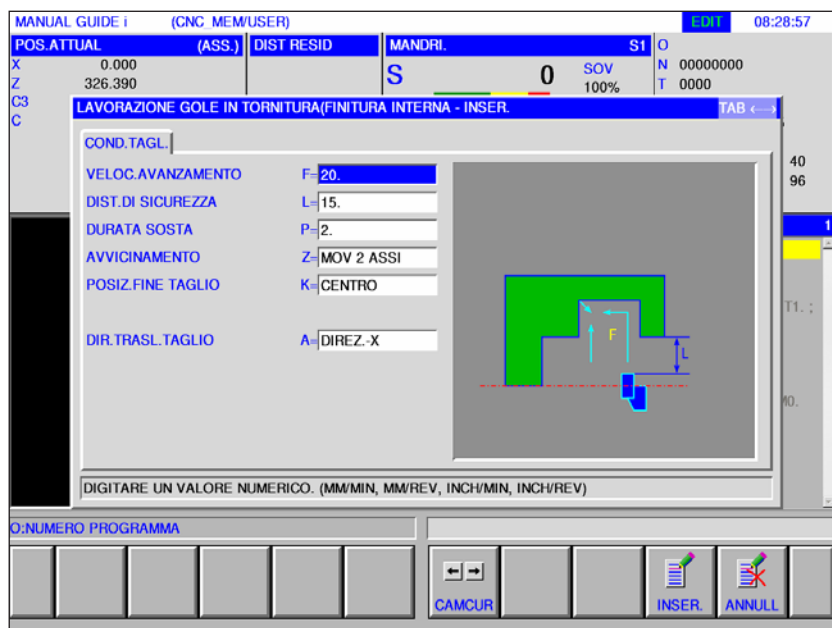 MANUAL GUIDE i (CNC_MEM/USER) EDIT 08:28:57
POS.ATTUAL (ASS.) DIST RESID MANDRI. S1 O
X 0.000 N 00000000
Z 326.390 S 0 SOV 100% T 0000
C3
C
LAVORAZIONE GOLE IN TORNITURA(FINITURA INTERNA - INSER. TAB ←→
COND.TAGL.
VELOC.AVANZAMENTO F=20. 40
96
DIST.DI SICUREZZA L=15.
DURATA SOSTA P=2. 1
AVVICINAMENTO Z=MOV 2 ASSI
POSIZ.FINE TAGLIO K=CENTRO
T1. ;
F
DIR.TRASL.TAGLIO A=DIREZ.-X
L
M0.
DIGITARE UN VALORE NUMERICO. (MM/MIN, MM/REV, INCH/MIN, INCH/REV)
O:NUMERO PROGRAMMA
CAMCUR INSER. ANNULL